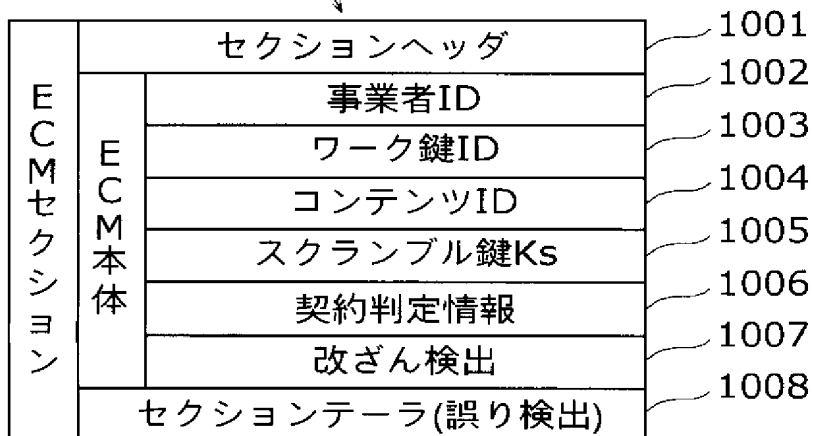 ECMセクション
セクションヘッダ 1001
ECM本体
事業者ID 1002
ワーク鍵ID 1003
コンテンツID 1004
スクランブル鍵Ks 1005
契約判定情報 1006
改ざん検出 1007
セクションテーラ(誤り検出) 1008